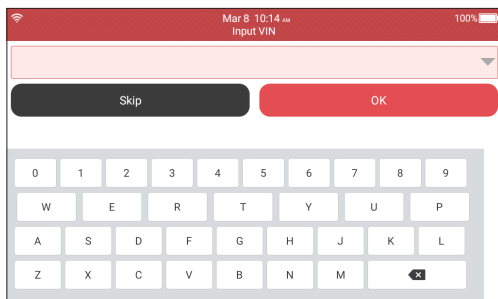 Mar 8 10:14 AM
100%
Input VIN
Skip
OK
0 1 2 3 4 5 6 7 8 9
W E R T Y U P
A S D F G H J K L
Z X C V B N M